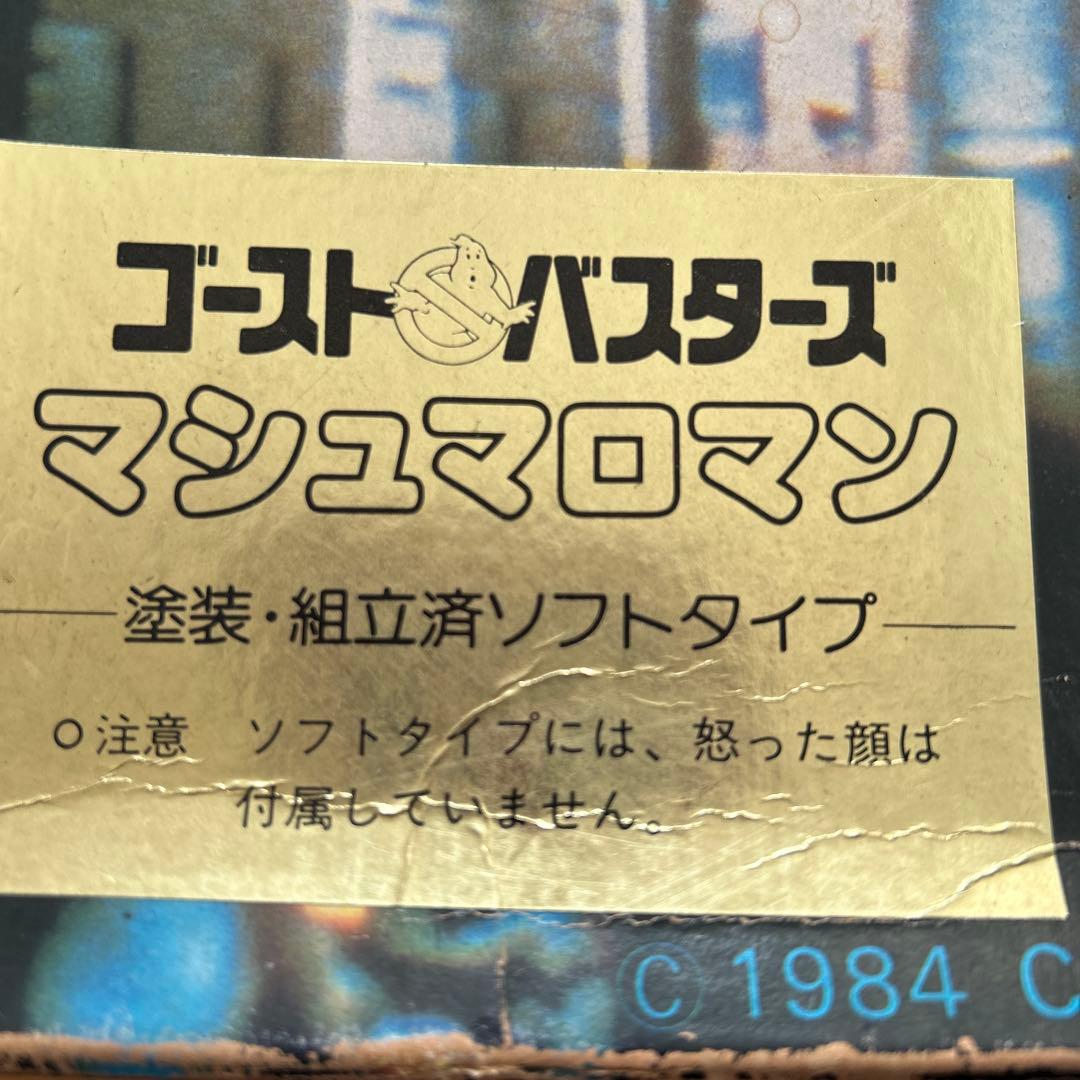 ゴーストバスターズ
マシュマロマン
塗装・組立済ソフトタイプ
○注意　ソフトタイプには、怒った顔は
付属していません。
©1984 C